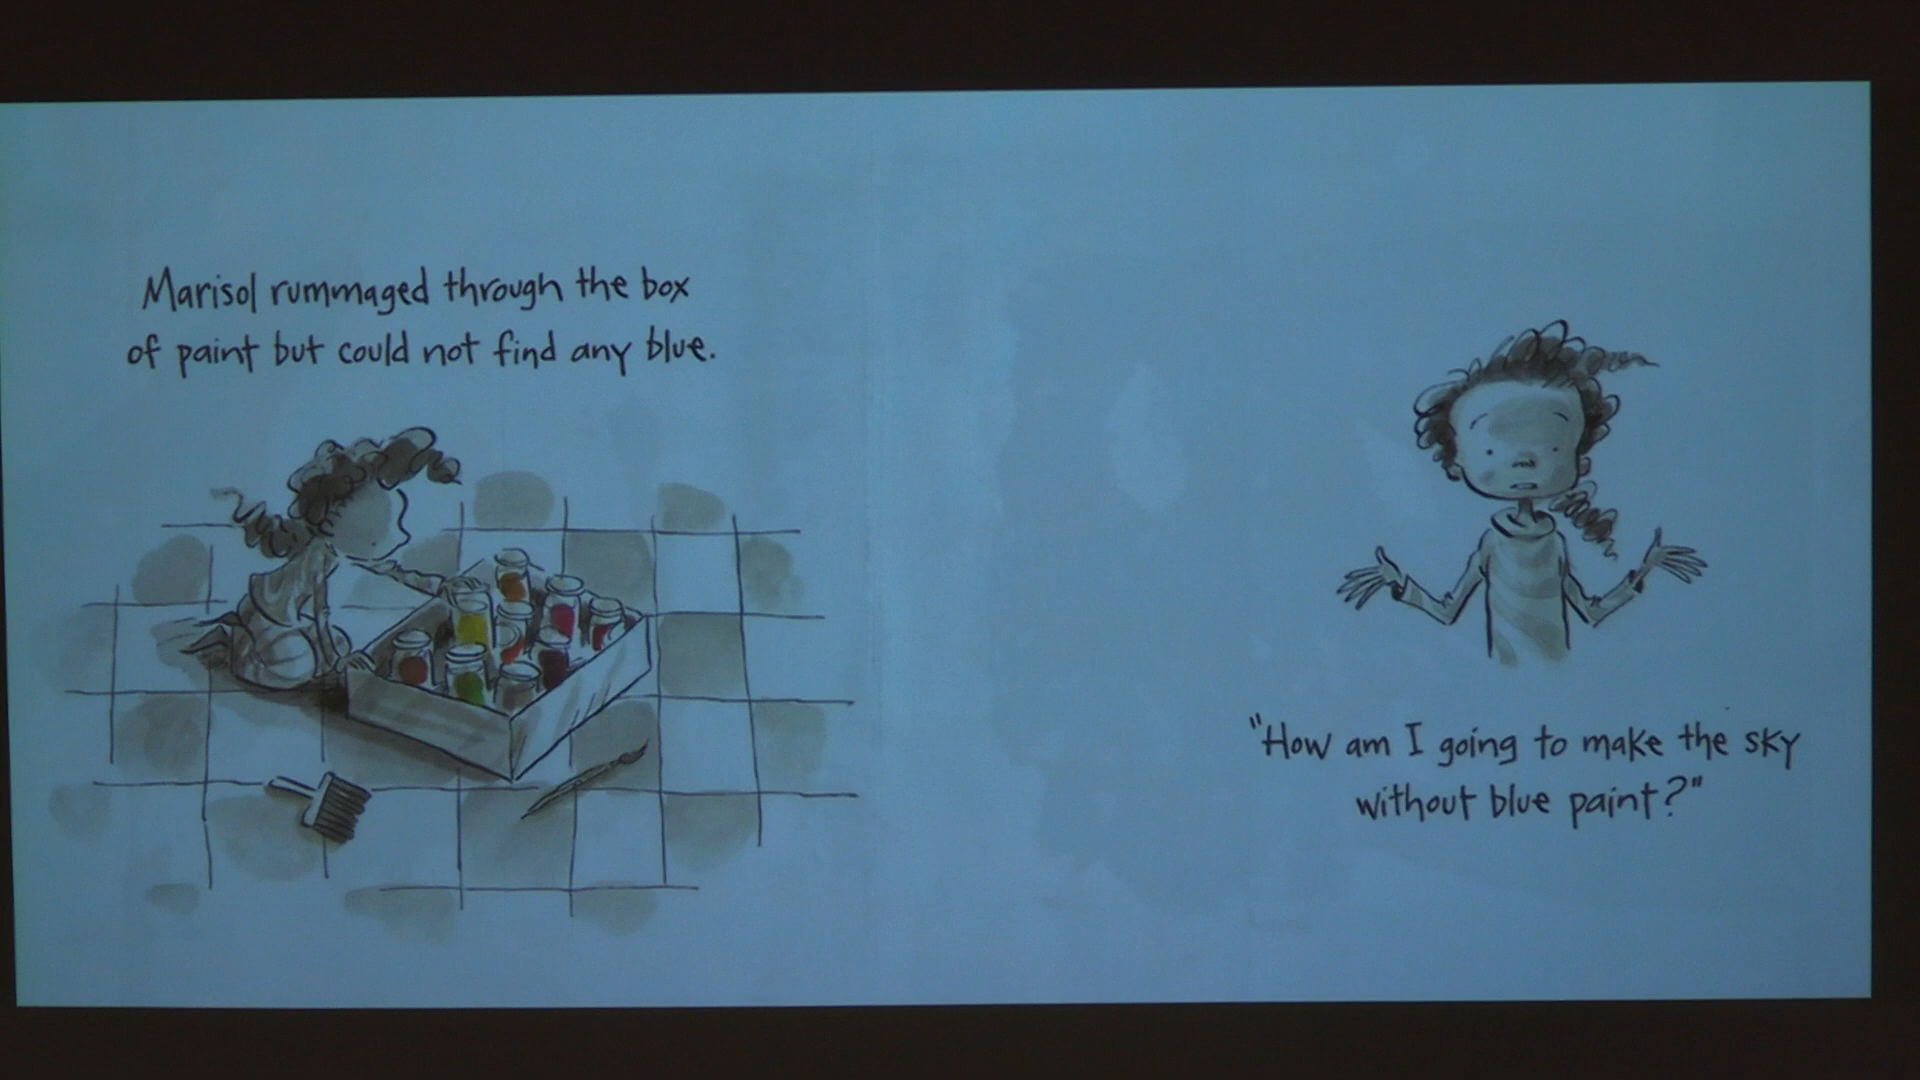 Marisol rummaged through the box
of paint but could not find any blue.
"How am I going to make the sky
without blue paint?"